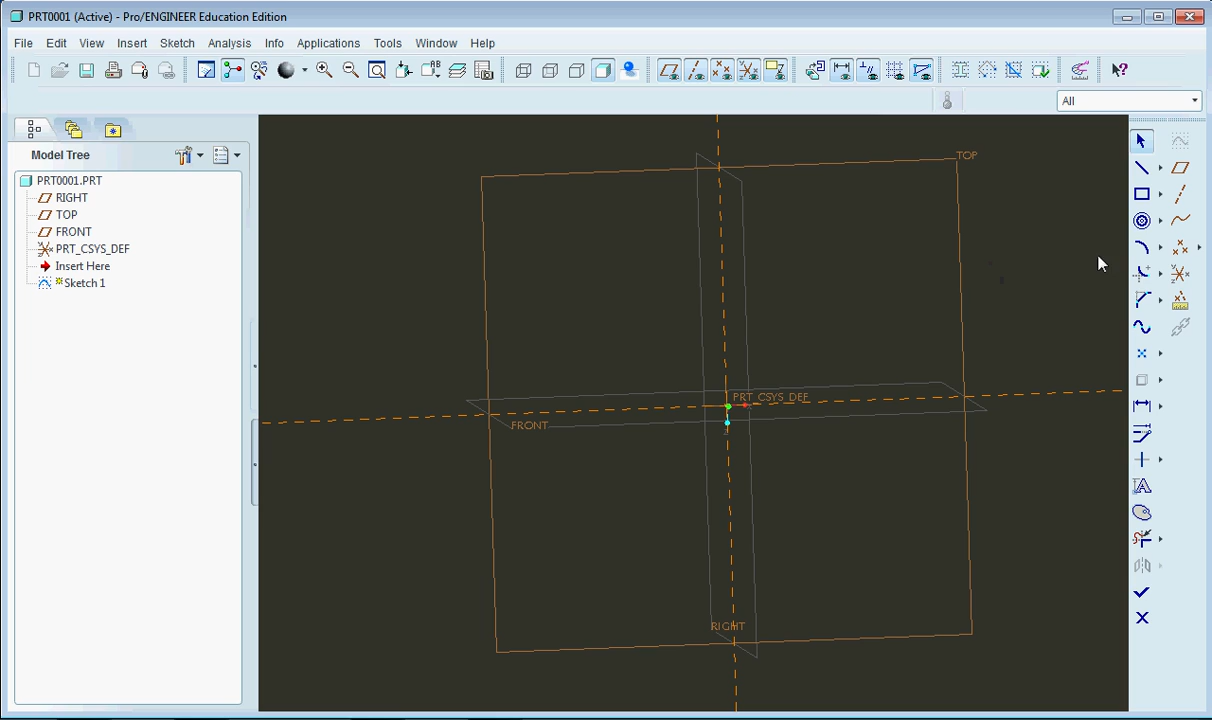 PRT0001 (Active) - Pro/ENGINEER Education Edition
File Edit View Insert Sketch Analysis Info Applications Tools Window Help
All
Model Tree
PRT0001.PRT
RIGHT
TOP
FRONT
PRT_CSYS_DEF
Insert Here
Sketch 1
TOP
PRT_CSYS_DEF
FRONT
RIGHT